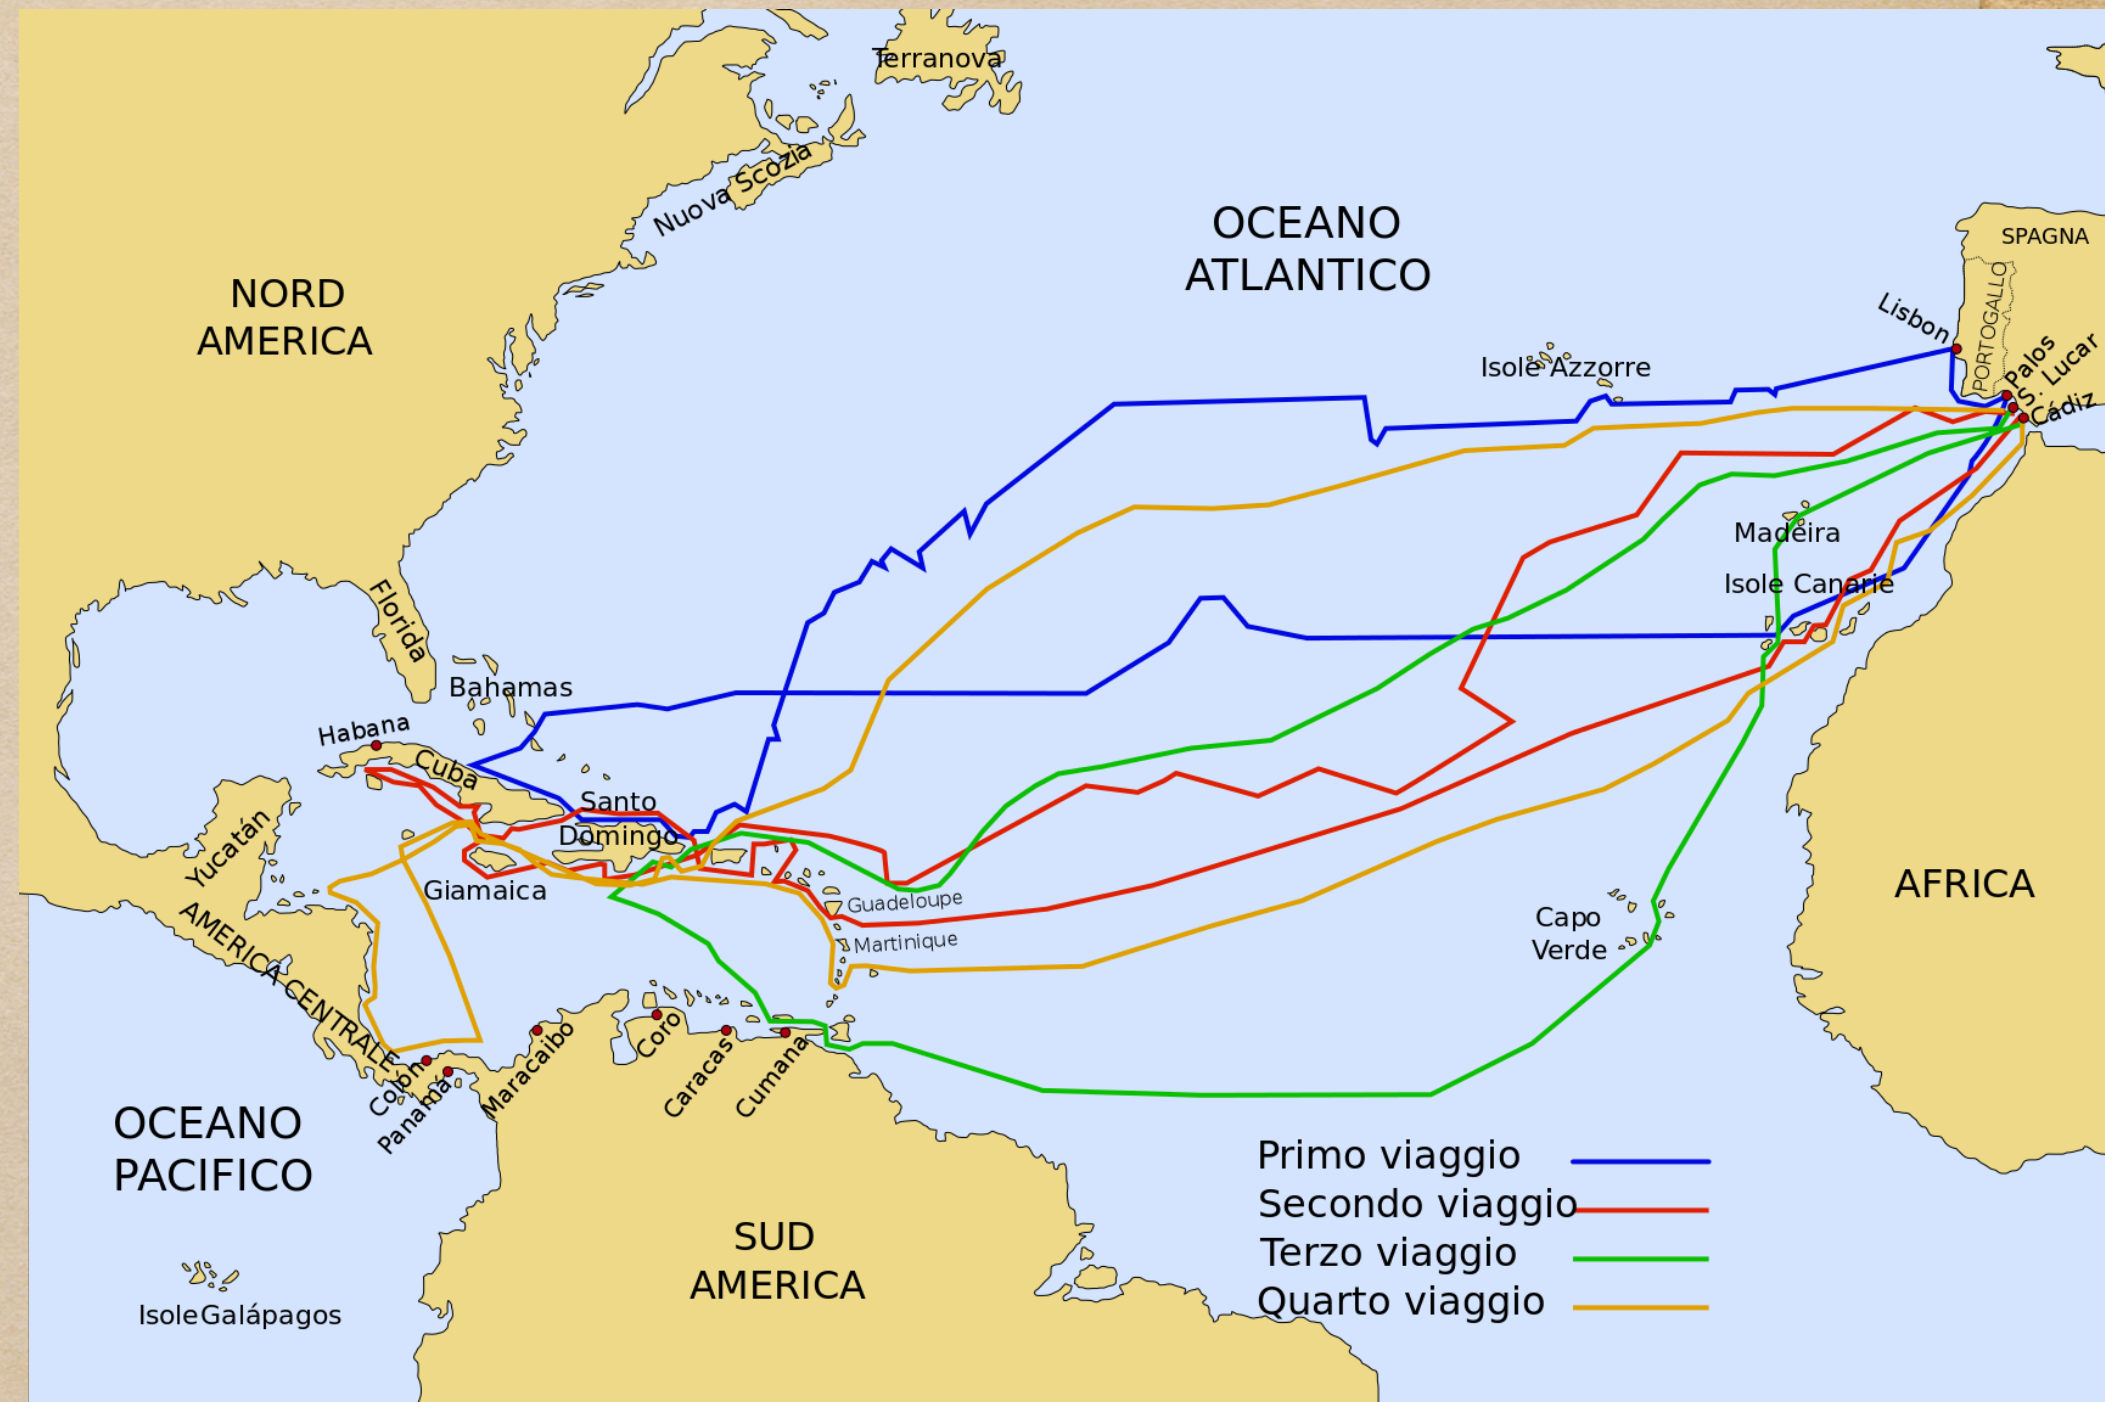 Terranova
Nuova Scozia
OCEANO
ATLANTICO
SPAGNA
PORTOGALLO
NORD
AMERICA
Lisbon
Palos
S. Lucar
Cádiz
Isole Azzorre
Madeira
Isole Canarie
Florida
Bahamas
Habana
Cuba
Santo
Domingo
Yucatán
Giamaica
Guadeloupe
Martinique
AFRICA
Capo
Verde
AMERICA CENTRALE
Colón
Panamá
Maracaibo
Coro
Caracas
Cumana
OCEANO
PACIFICO
SUD
AMERICA
Isole Galápagos
Primo viaggio
Secondo viaggio
Terzo viaggio
Quarto viaggio